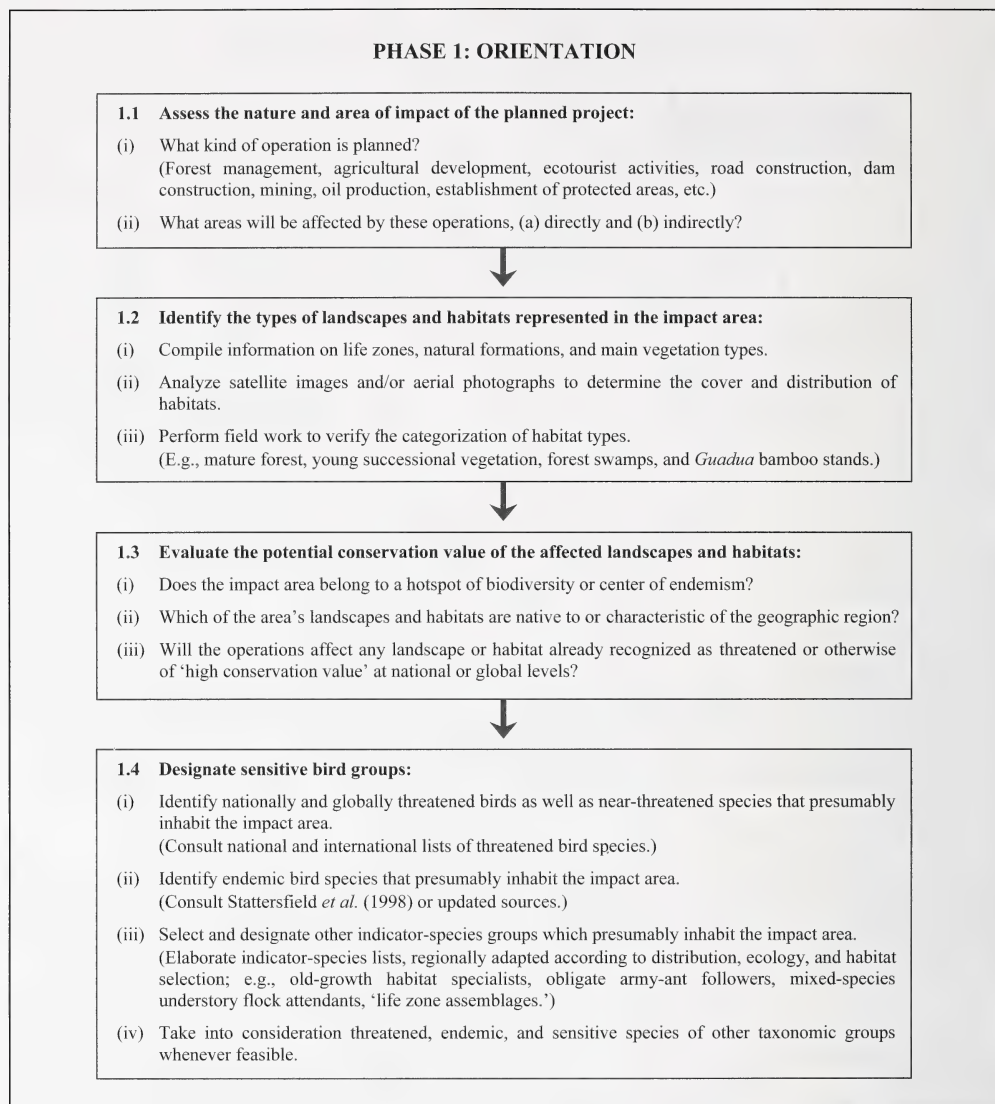 PHASE 1: ORIENTATION
1.1 Assess the nature and area of impact of the planned project:
(i) What kind of operation is planned?
(Forest management, agricultural development, ecotourist activities, road construction, dam
construction, mining, oil production, establishment of protected areas, etc.)
(ii) What areas will be affected by these operations, (a) directly and (b) indirectly?
1.2 Identify the types of landscapes and habitats represented in the impact area:
(i) Compile information on life zones, natural formations, and main vegetation types.
(ii) Analyze satellite images and/or aerial photographs to determine the cover and distribution of
habitats.
(iii) Perform field work to verify the categorization of habitat types.
(E.g., mature forest, young successional vegetation, forest swamps, and Guadua bamboo stands.)
1.3 Evaluate the potential conservation value of the affected landscapes and habitats:
(i) Does the impact area belong to a hotspot of biodiversity or center of endemism?
(ii) Which of the area's landscapes and habitats are native to or characteristic of the geographic region?
(iii) Will the operations affect any landscape or habitat already recognized as threatened or otherwise
of 'high conservation value' at national or global levels?
1.4 Designate sensitive bird groups:
(i) Identify nationally and globally threatened birds as well as near-threatened species that presumably
inhabit the impact area.
(Consult national and international lists of threatened bird species.)
(ii) Identify endemic bird species that presumably inhabit the impact area.
(Consult Stattersfield et al. (1998) or updated sources.)
(iii) Select and designate other indicator-species groups which presumably inhabit the impact area.
(Elaborate indicator-species lists, regionally adapted according to distribution, ecology, and habitat
selection; e.g., old-growth habitat specialists, obligate army-ant followers, mixed-species
understory flock attendants, 'life zone assemblages.')
(iv) Take into consideration threatened, endemic, and sensitive species of other taxonomic groups
whenever feasible.